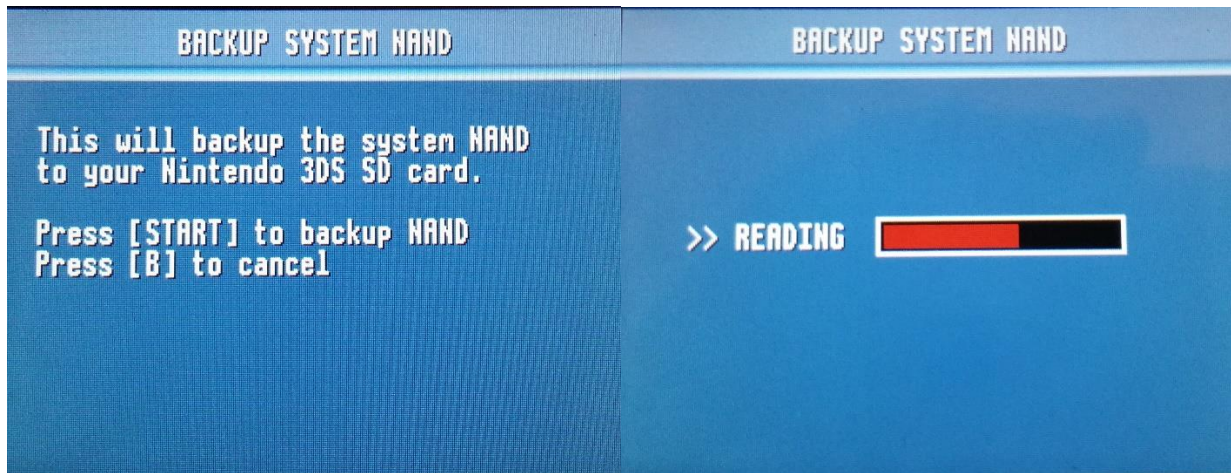 BACKUP SYSTEM NAND
This will backup the system NAND
to your Nintendo 3DS SD card.
Press [START] to backup NAND
Press [B] to cancel
BACKUP SYSTEM NAND
>> READING